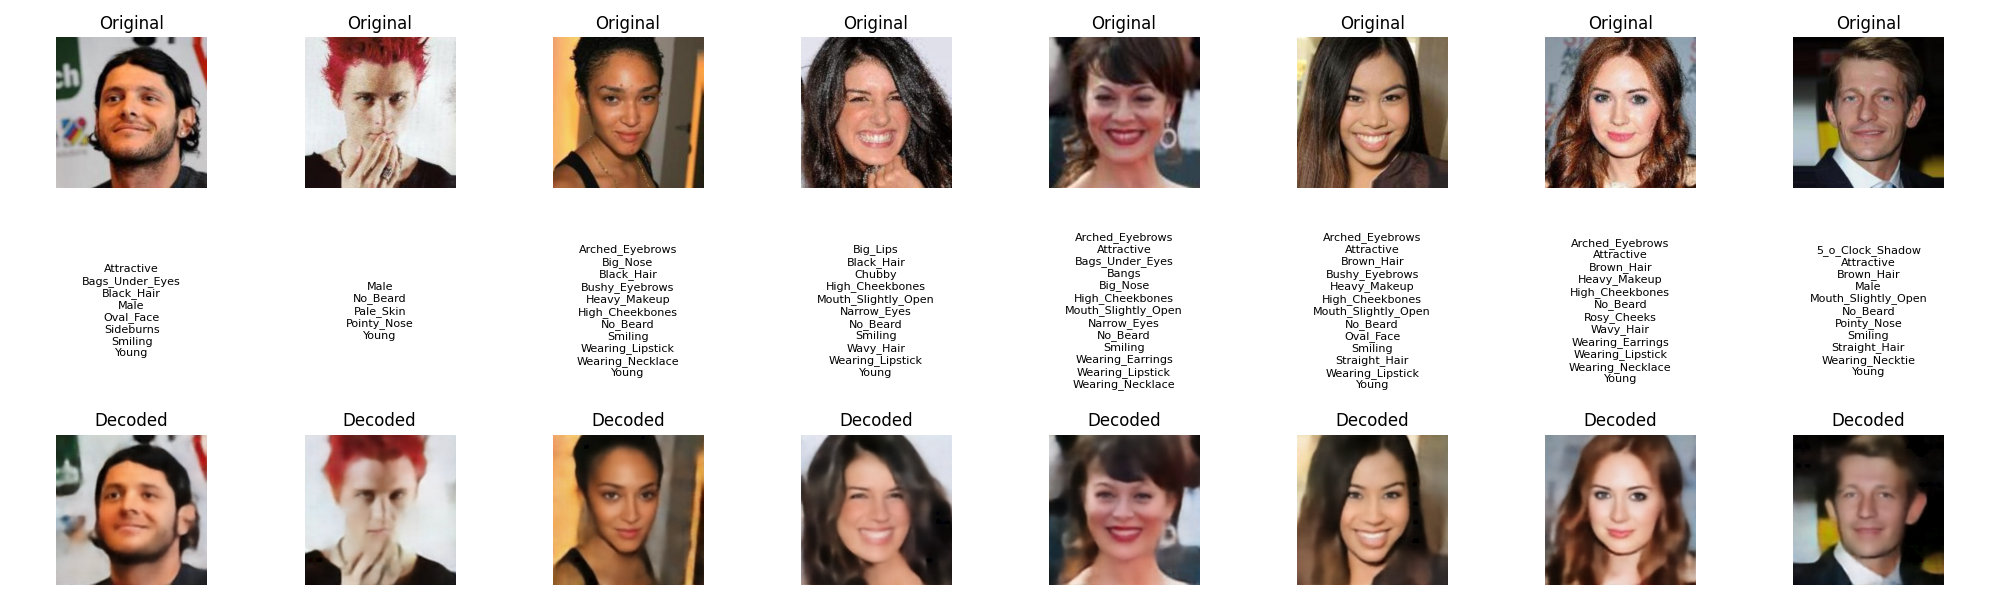 Original
Original
Original
Original
Original
Original
Original
Original
ch
Attractive
Bags_Under_Eyes
Black_Hair
Male
Oval_Face
Sideburns
Smiling
Young
Male
No_Beard
Pale_Skin
Pointy_Nose
Young
Arched_Eyebrows
Big_Nose
Black_Hair
Bushy_Eyebrows
Heavy_Makeup
High_Cheekbones
No_Beard
Smiling
Wearing_Lipstick
Wearing_Necklace
Young
Big_Lips
Black_Hair
Chubby
High_Cheekbones
Mouth_Slightly_Open
Narrow_Eyes
No_Beard
Smiling
Wavy_Hair
Wearing_Lipstick
Young
Arched_Eyebrows
Attractive
Bags_Under_Eyes
Bangs
Big_Nose
High_Cheekbones
Mouth_Slightly_Open
Narrow_Eyes
No_Beard
Smiling
Wearing_Earrings
Wearing_Lipstick
Wearing_Necklace
Arched_Eyebrows
Attractive
Brown_Hair
Bushy_Eyebrows
Heavy_Makeup
High_Cheekbones
Mouth_Slightly_Open
No_Beard
Oval_Face
Smiling
Straight_Hair
Wearing_Lipstick
Young
Arched_Eyebrows
Attractive
Brown_Hair
Heavy_Makeup
High_Cheekbones
No_Beard
Rosy_Cheeks
Wavy_Hair
Wearing_Earrings
Wearing_Lipstick
Wearing_Necklace
Young
5_o_Clock_Shadow
Attractive
Brown_Hair
Male
Mouth_Slightly_Open
No_Beard
Pointy_Nose
Smiling
Straight_Hair
Wearing_Necktie
Young
Decoded
Decoded
Decoded
Decoded
Decoded
Decoded
Decoded
Decoded